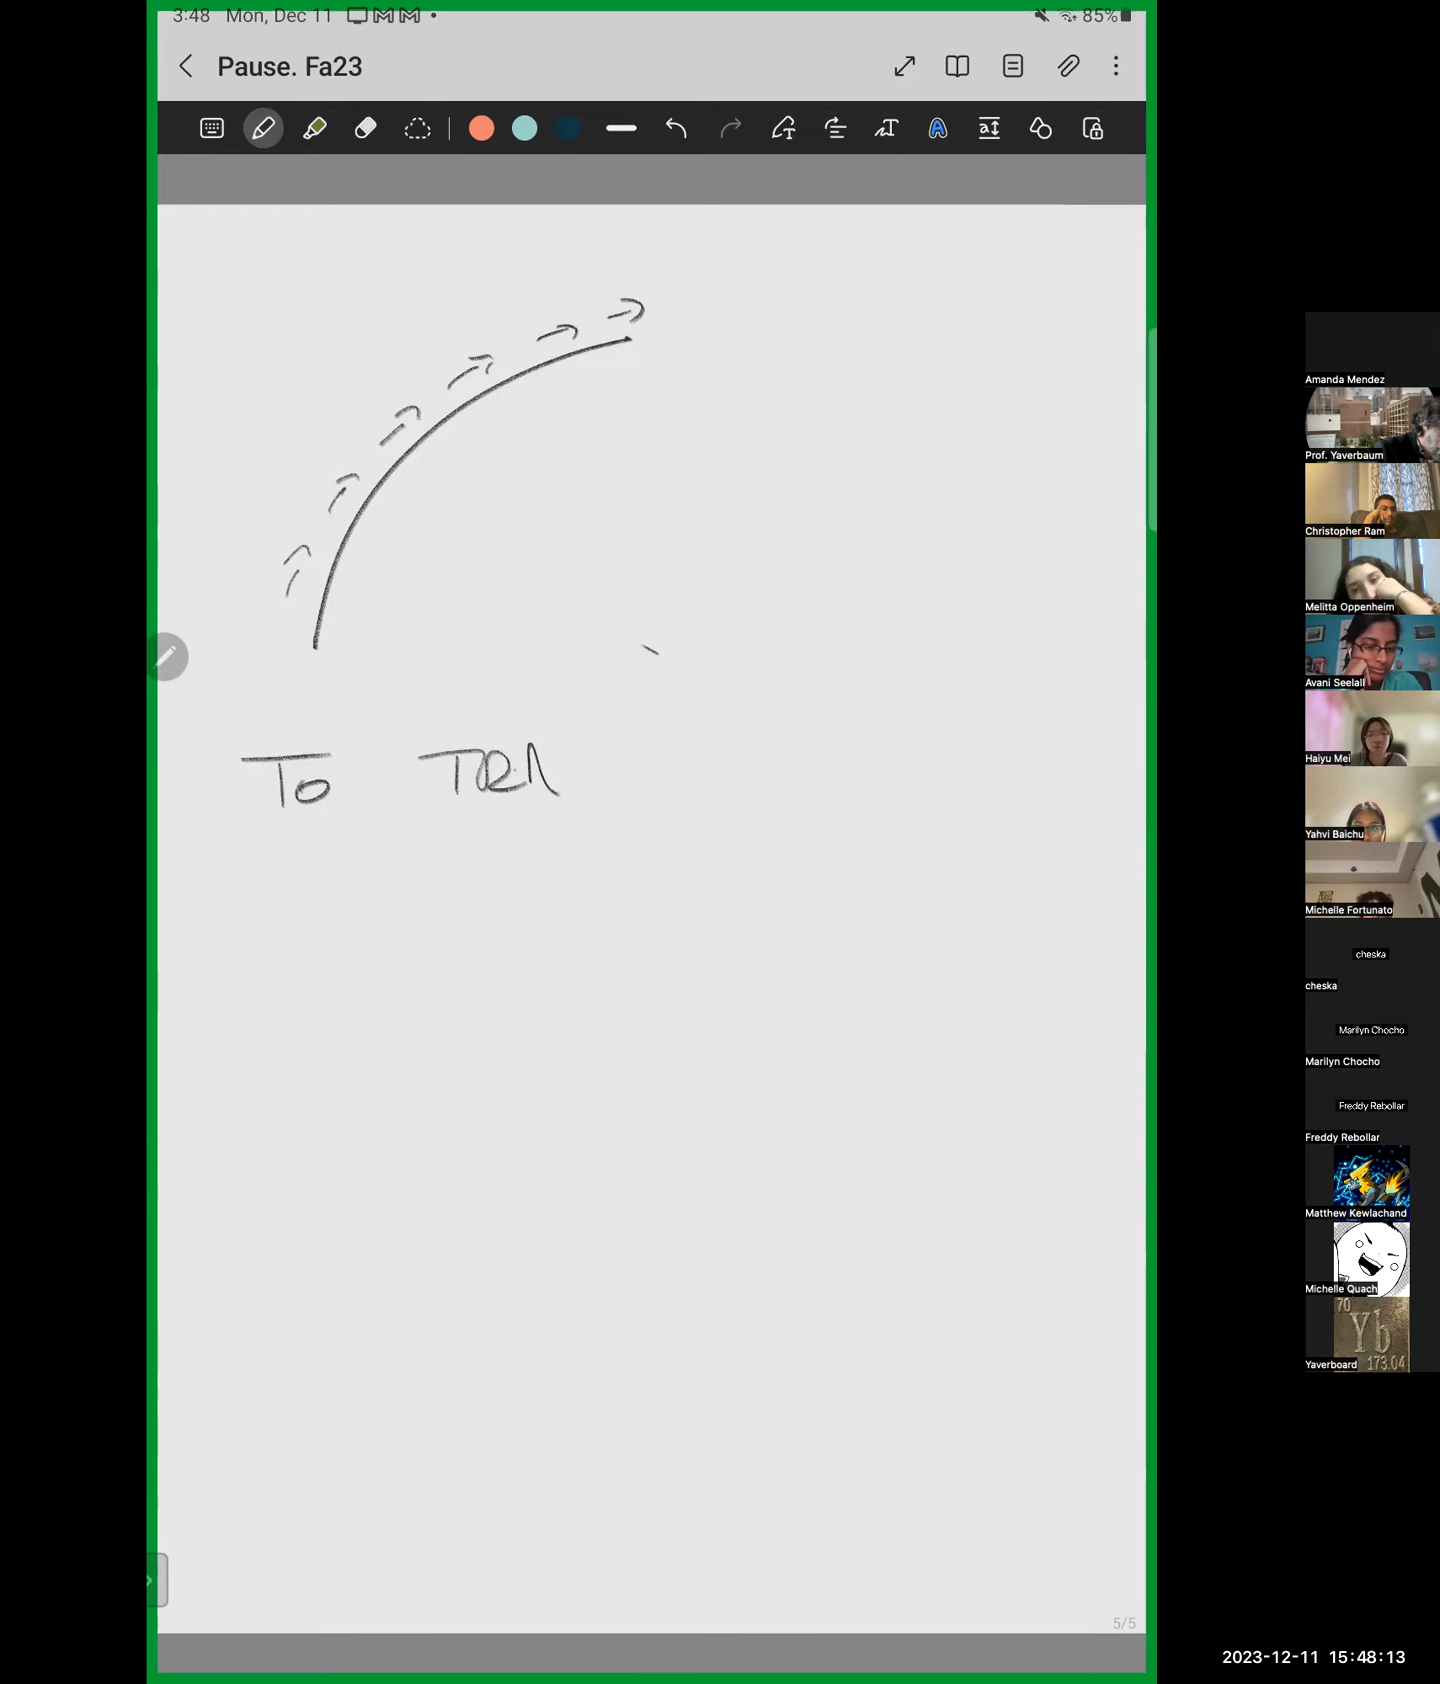 3:48 Mon, Dec 11
85%
Pause. Fa23
To
5/5
Amanda Mendez
Prof. Yaverbaum
Christopher Ram
Melitta Oppenheim
Avani Seelall
Haiyu Mei
Yahvi Baichu
Michelle Fortunato
cheska
cheska
Marilyn Chocho
Marilyn Chocho
Freddy Rebollar
Freddy Rebollar
Matthew Kewlachand
Michelle Quach
70
Yb
Yaverboard 173.04
2023-12-11 15:48:13